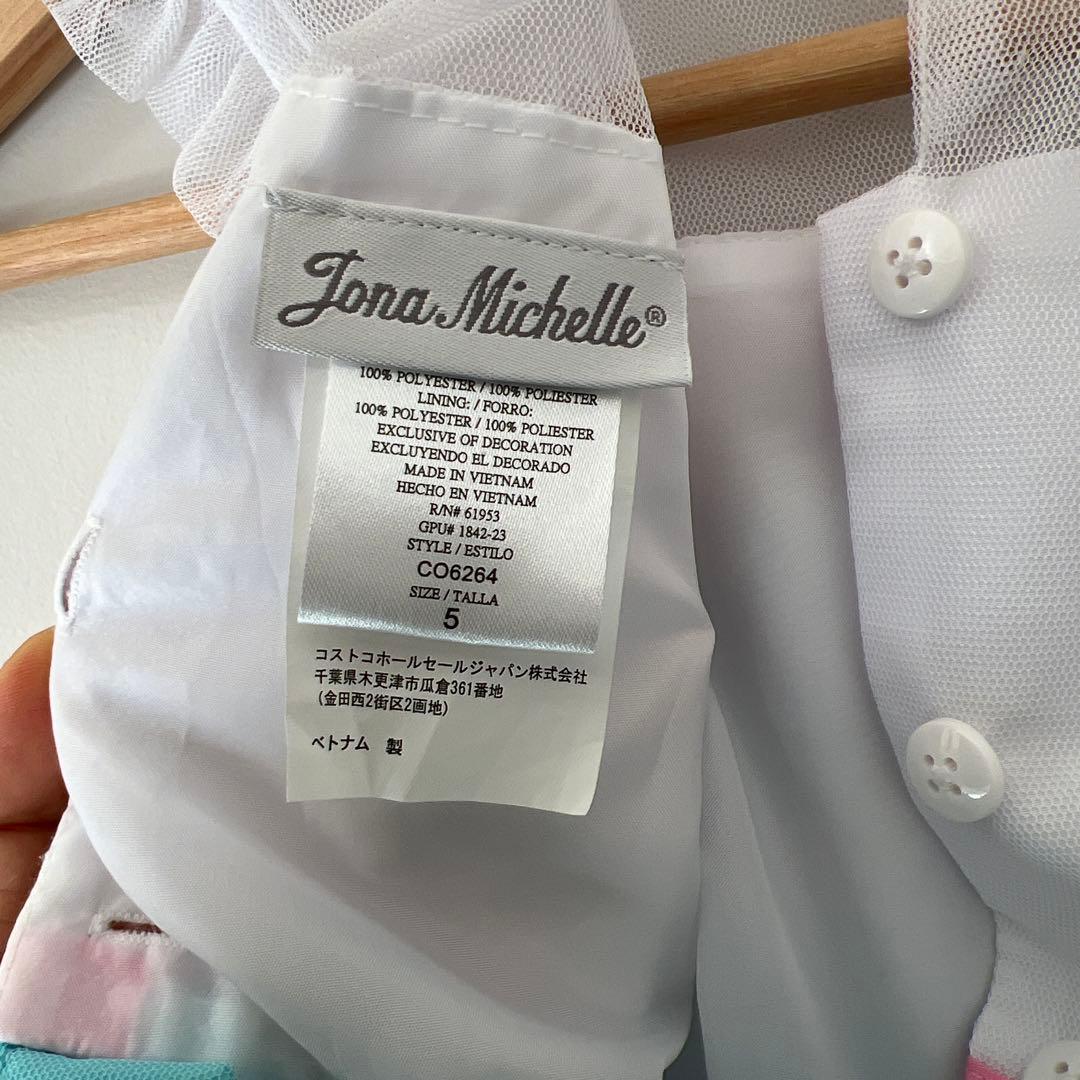 Jona Michelle®
100% POLYESTER / 100% POLIESTER
LINING: / FORRO:
100% POLYESTER / 100% POLIESTER
EXCLUSIVE OF DECORATION
EXCLUYENDO EL DECORADO
MADE IN VIETNAM
HECHO EN VIETNAM
R/N# 61953
GPU# 1842-23
STYLE / ESTILO
CO6264
SIZE / TALLA
5
コストコホールセールジャパン株式会社
千葉県木更津市瓜倉361番地
(金田西2街区2画地)
ベトナム 製